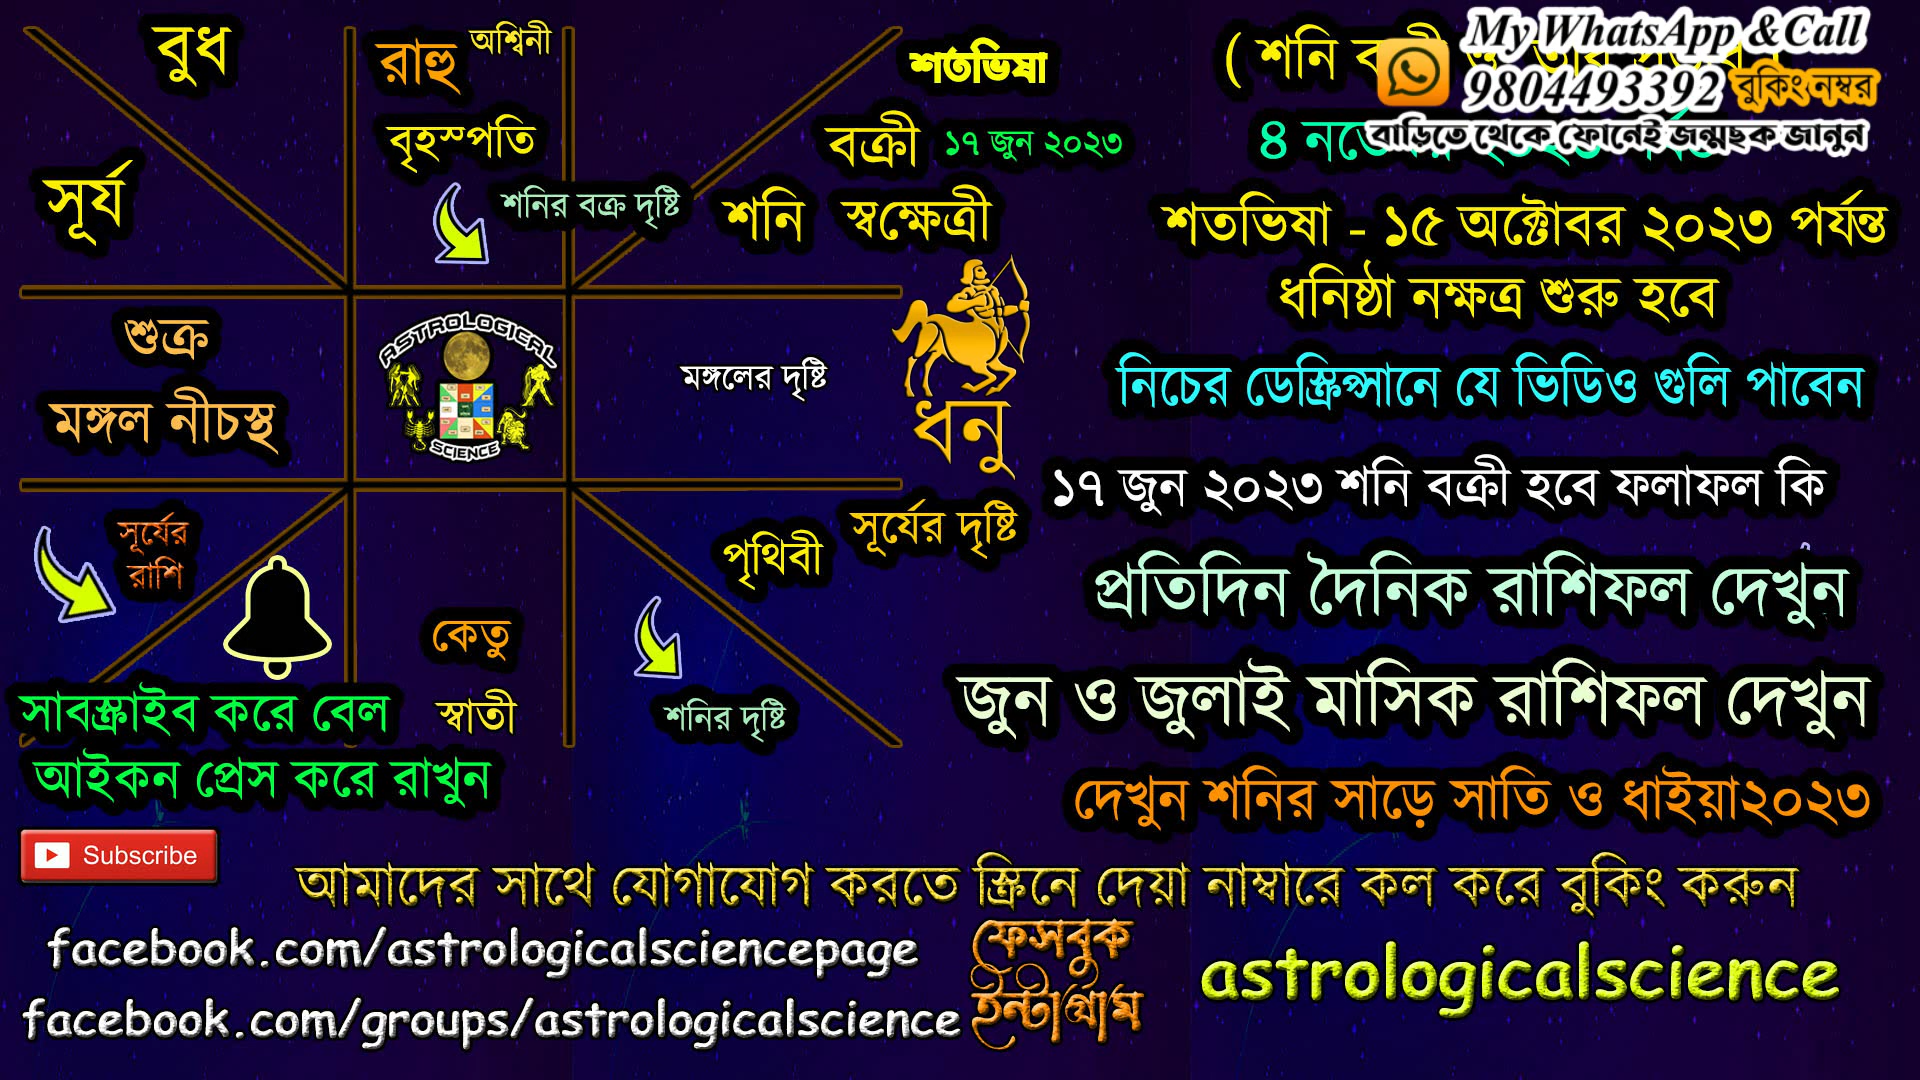 বুধ
রাহু অশ্বিনী
বৃহস্পতি
শনির বক্র দৃষ্টি
সূর্য
শতভিষা
বক্রী ১৭ জুন ২০২৩
শনি স্বক্ষেত্রী
শুক্র
মঙ্গল নীচস্থ
ASTROLOGICAL
SCIENCE
মঙ্গলের দৃষ্টি
ধনু
সূর্যের
রাশি
পৃথিবী
সূর্যের দৃষ্টি
কেতু
স্বাতী
শনির দৃষ্টি
( শনি
My WhatsApp & Call
9804493392 বুকিং নম্বর
বাড়িতে থেকে ফোনেই জন্মছক জানুন
৪
শতভিষা - ১৫ অক্টোবর ২০২৩ পর্যন্ত
ধনিষ্ঠা নক্ষত্র শুরু হবে
নিচের ডেস্ক্রিপ্সানে যে ভিডিও গুলি পাবেন
১৭ জুন ২০২৩ শনি বক্রী হবে ফলাফল কি
প্রতিদিন দৈনিক রাশিফল দেখুন
জুন ও জুলাই মাসিক রাশিফল দেখুন
দেখুন শনির সাড়ে সাতি ও ধাইয়া২০২৩
সাবস্ক্রাইব করে বেল
আইকন প্রেস করে রাখুন
Subscribe
আমাদের সাথে যোগাযোগ করতে স্ক্রিনে দেয়া নাম্বারে কল করে বুকিং করুন
facebook.com/astrologicalsciencepage
facebook.com/groups/astrologicalscience
ফেসবুক
ইন্টাগ্রাম
astrologicalscience